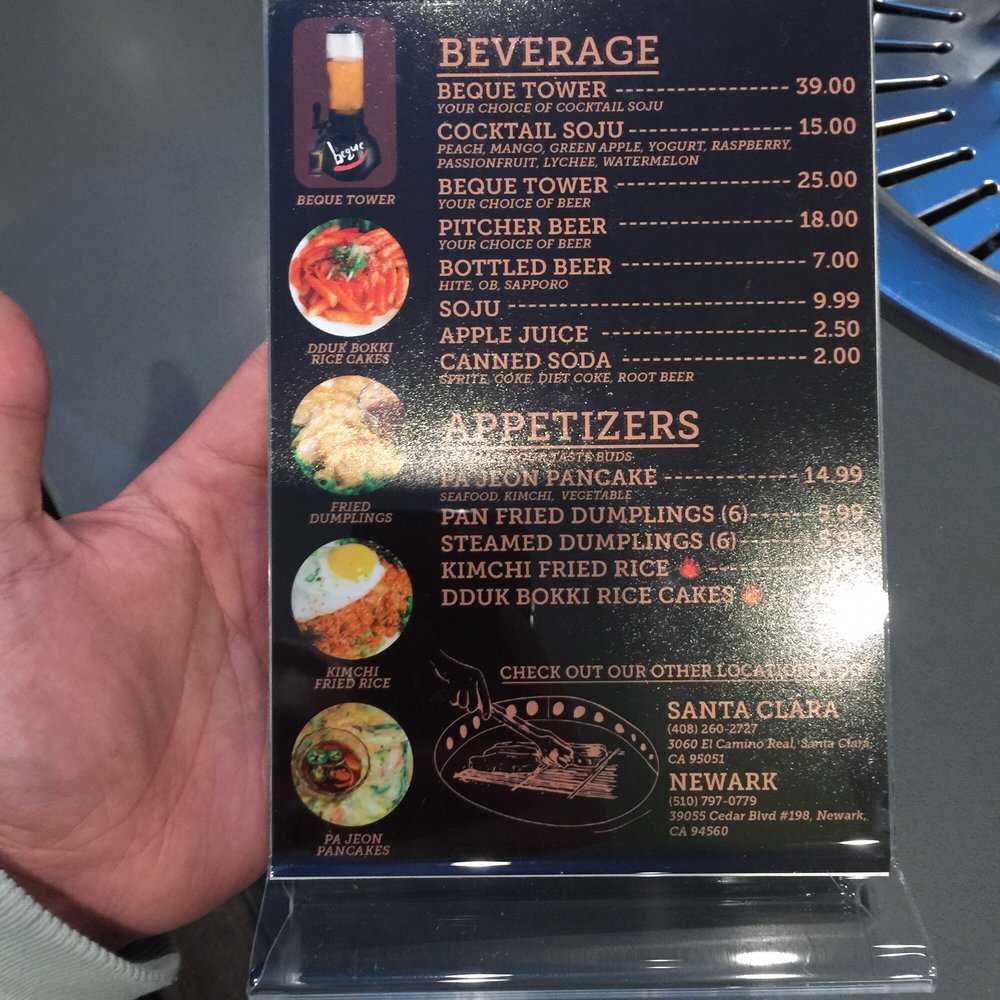 BEVERAGE
BEQUE TOWER ------------------ 39.00
YOUR CHOICE OF COCKTAIL SOJU
COCKTAIL SOJU ----------------- 15.00
PEACH, MANGO, GREEN APPLE, YOGURT, RASPBERRY,
PASSIONFRUIT, LYCHEE, WATERMELON
BEQUE TOWER ------------------ 25.00
YOUR CHOICE OF BEER
PITCHER BEER ------------------ 18.00
YOUR CHOICE OF BEER
BOTTLED BEER ------------------- 7.00
HITE, OB, SAPPORO
SOJU ------------------------------ 9.99
APPLE JUICE --------------------- 2.50
CANNED SODA ------------------- 2.00
SPRITE, COKE, DIET COKE, ROOT BEER
APPETIZERS
TASTE BUDS
PA JEON PANCAKE -------------- 14.99
SEAFOOD, KIMCHI, VEGETABLE
PAN FRIED DUMPLINGS (6)------
STEAMED DUMPLINGS (6)
KIMCHI FRIED RICE
DDUK BOKKI RICE CAKES
beque
BEQUE TOWER
DDUK BOKKI
RICE CAKES
FRIED
DUMPLINGS
KIMCHI
FRIED RICE
PA JEON
PANCAKES
CHECK OUT OUR OTHER
SANTA CLARA
(408) 260-2727
3060 El Camino Real, Santa Clara,
CA 95051
NEWARK
(510) 797-0779
39055 Cedar Blvd #198, Newark,
CA 94560